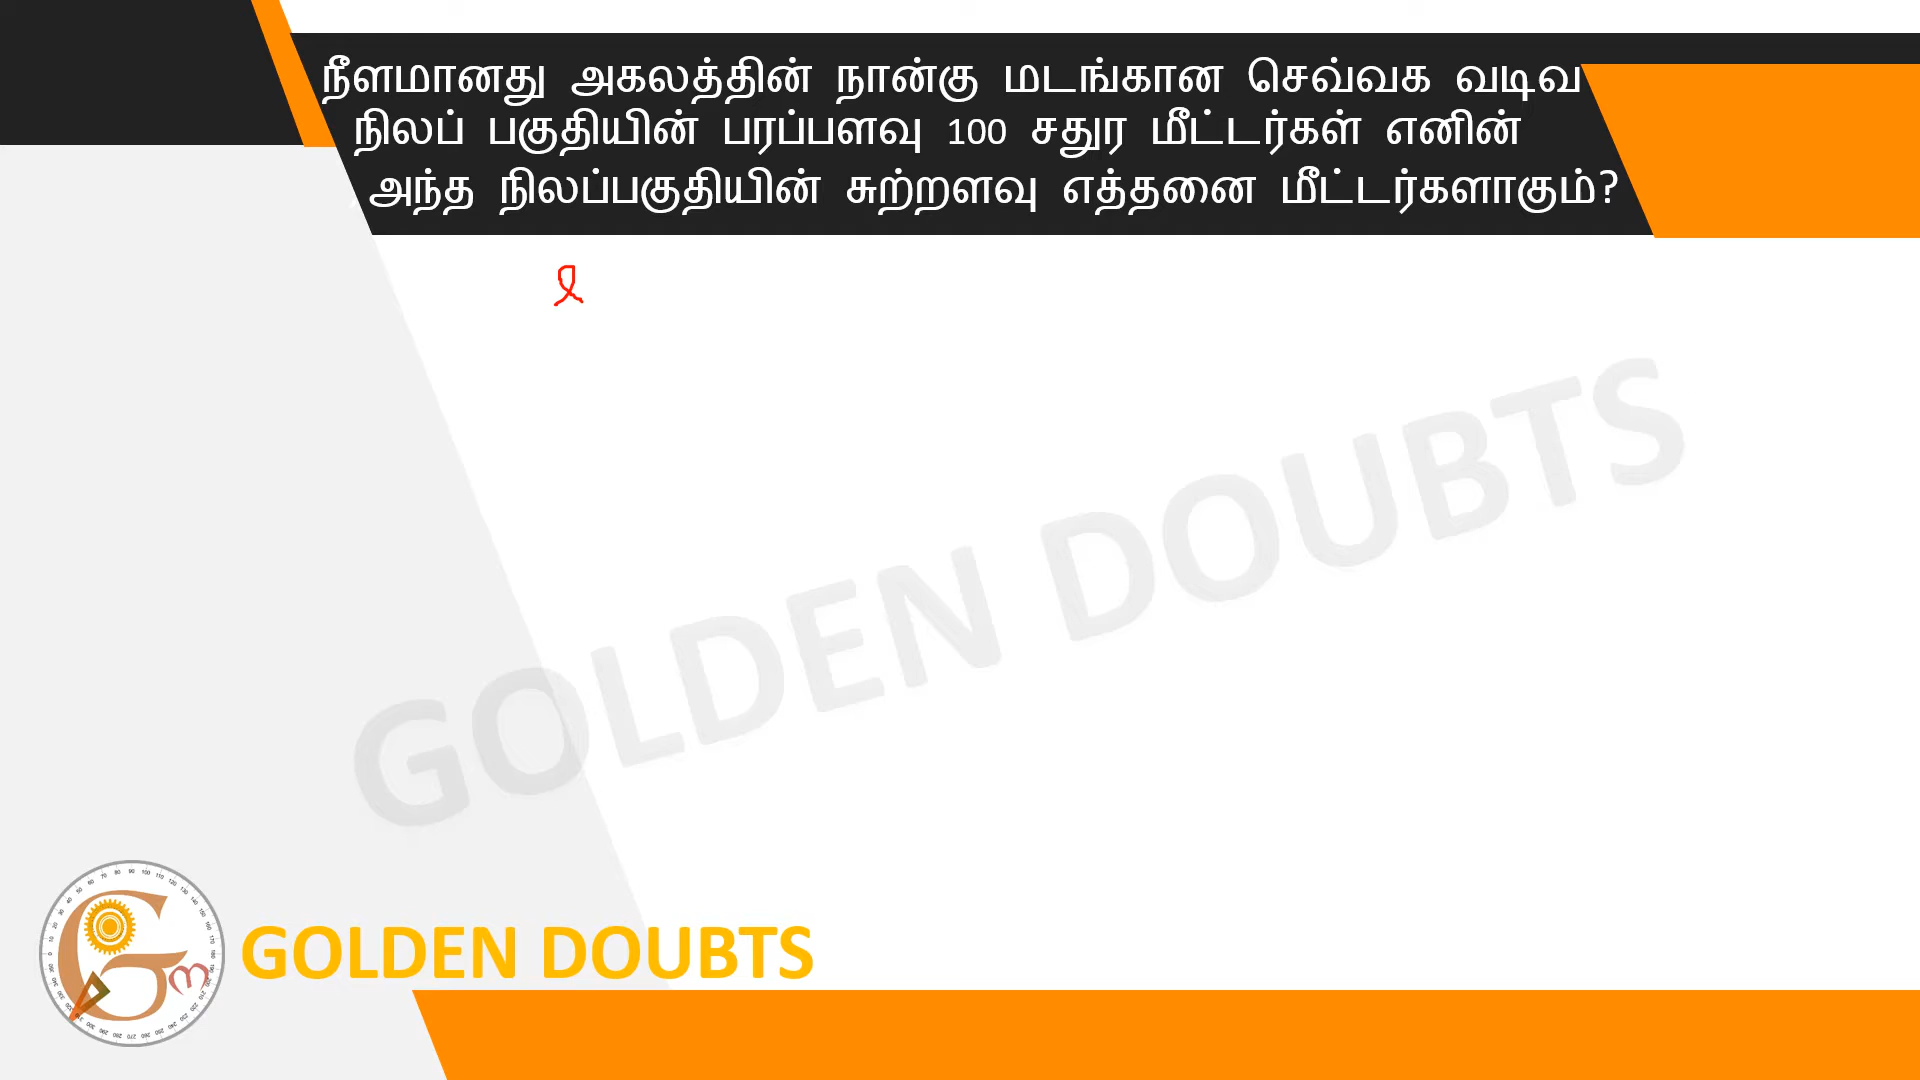 நீளமானது அகலத்தின் நான்கு மடங்கான செவ்வக வடிவ
நிலப் பகுதியின் பரப்பளவு 100 சதுர மீட்டர்கள் எனின்
அந்த நிலப்பகுதியின் சுற்றளவு எத்தனை மீட்டர்களாகும்?
GOLDEN DOUBTS
GOLDEN DOUBTS